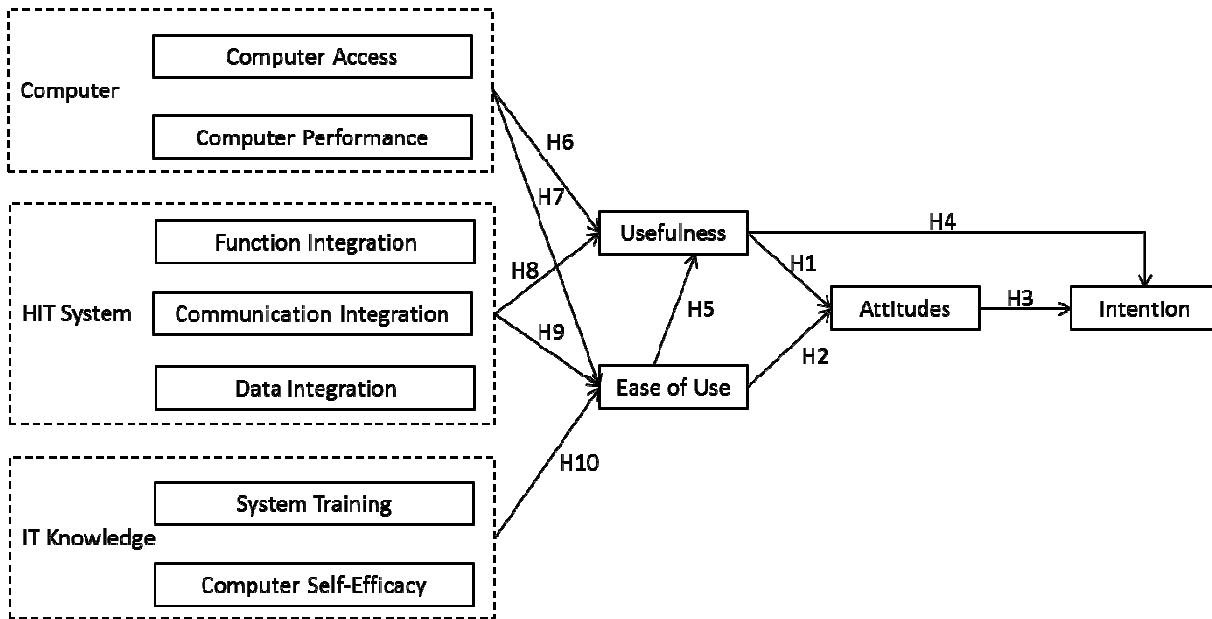 Computer
Computer Access
Computer Performance
HIT System
Function Integration
Communication Integration
Data Integration
IT Knowledge
System Training
Computer Self-Efficacy
H6
H7
H8
H9
H10
Usefulness
Ease of Use
H5
H4
H1
H2
Attitudes
H3
Intention